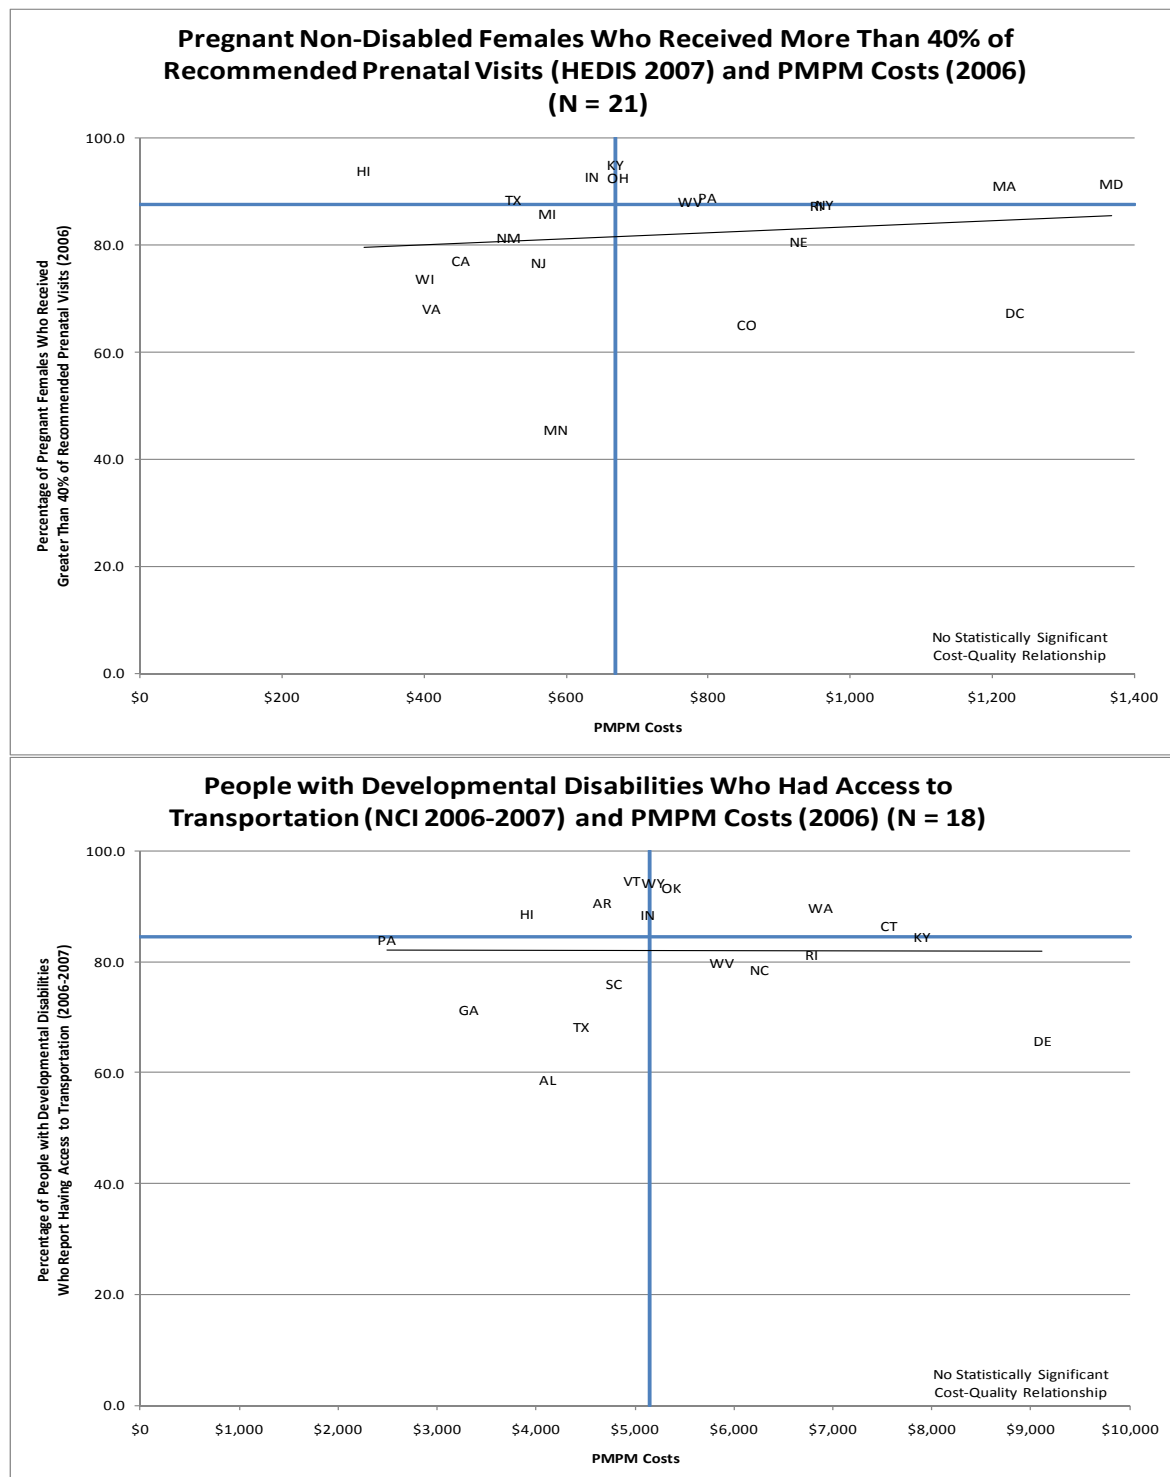 Pregnant Non-Disabled Females Who Received More Than 40% of
Recommended Prenatal Visits (HEDIS 2007) and PMPM Costs (2006)
(N = 21)
Percentage of Pregnant Females Who Received
Greater Than 40% of Recommended Prenatal Visits (2006)
100.0
80.0
60.0
40.0
20.0
0.0
HI
IN
KY
OH
TX
MI
WV
PA
RI
NY
MA
MD
NM
NE
CA
NJ
WI
VA
CO
DC
MN
No Statistically Significant
Cost-Quality Relationship
$0 $200 $400 $600 $800 $1,000 $1,200 $1,400
PMPM Costs
People with Developmental Disabilities Who Had Access to
Transportation (NCI 2006-2007) and PMPM Costs (2006) (N = 18)
Percentage of People with Developmental Disabilities
Who Report Having Access to Transportation (2006-2007)
100.0
80.0
60.0
40.0
20.0
0.0
VT
WY
OK
AR
HI
IN
WA
CT
PA
KY
RI
WV
NC
SC
GA
TX
DE
AL
No Statistically Significant
Cost-Quality Relationship
$0 $1,000 $2,000 $3,000 $4,000 $5,000 $6,000 $7,000 $8,000 $9,000 $10,000
PMPM Costs